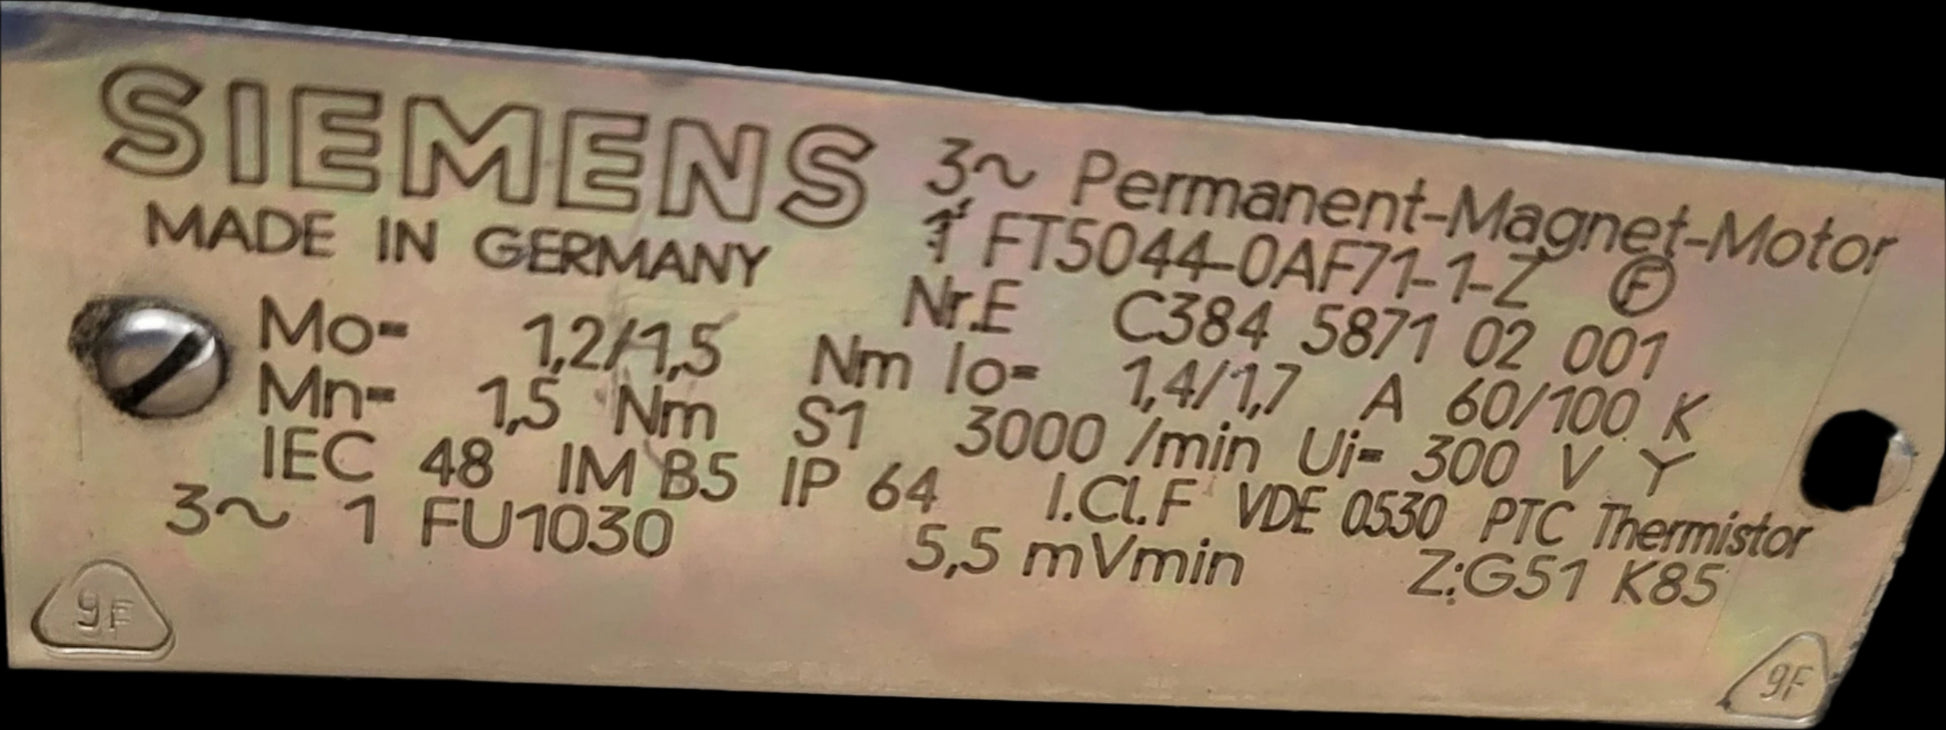 SIEMENS
MADE IN GERMANY
3~ Permanent-Magnet-Motor
1 FT5044-0AF71-1-Z F
Nr.E C384 5871 02 001
Mo= 1,2/1,5 Nm Io= 1,4/1,7 A 60/100 K
Mn= 1,5 Nm S1 3000 /min Ui= 300 V Y
IEC 48 IM B5 IP 64 I.Cl.F VDE 0530 PTC Thermistor
3~ 1 FU1030 5,5 mVmin Z:G51 K85
9F
9F